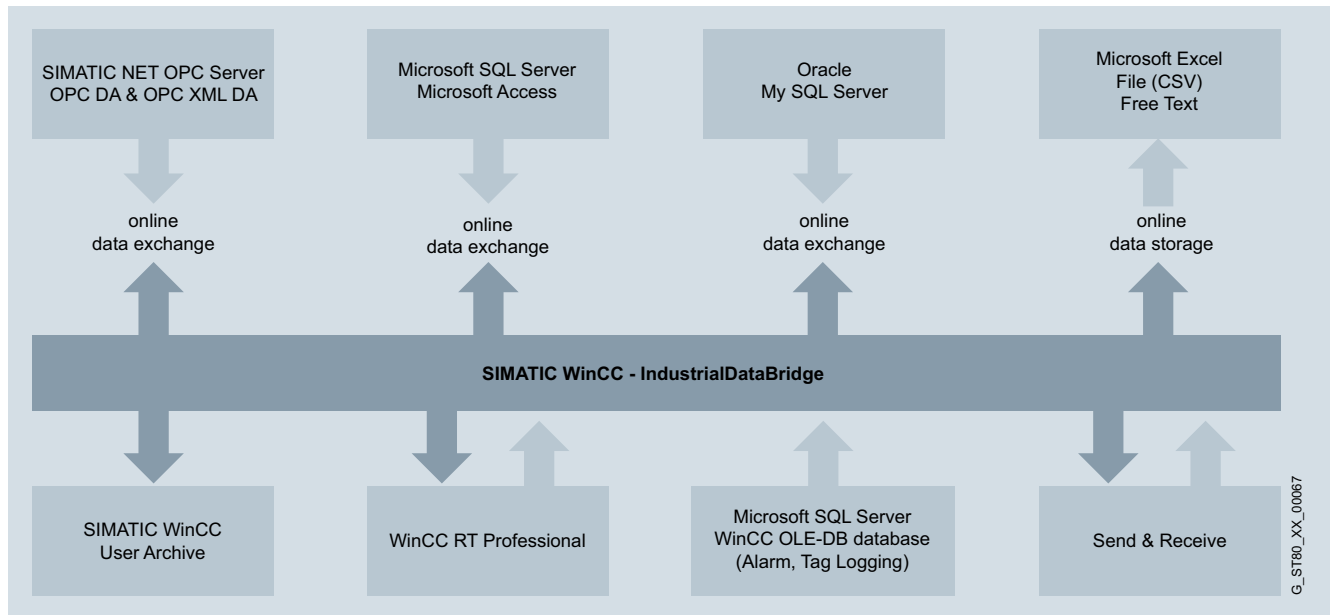 SIMATIC NET OPC Server
OPC DA & OPC XML DA
Microsoft SQL Server
Microsoft Access
Oracle
My SQL Server
Microsoft Excel
File (CSV)
Free Text
online
data exchange
online
data exchange
online
data exchange
online
data storage
SIMATIC WinCC - IndustrialDataBridge
SIMATIC WinCC
User Archive
WinCC RT Professional
Microsoft SQL Server
WinCC OLE-DB database
(Alarm, Tag Logging)
Send & Receive
G_ST80_XX_00067